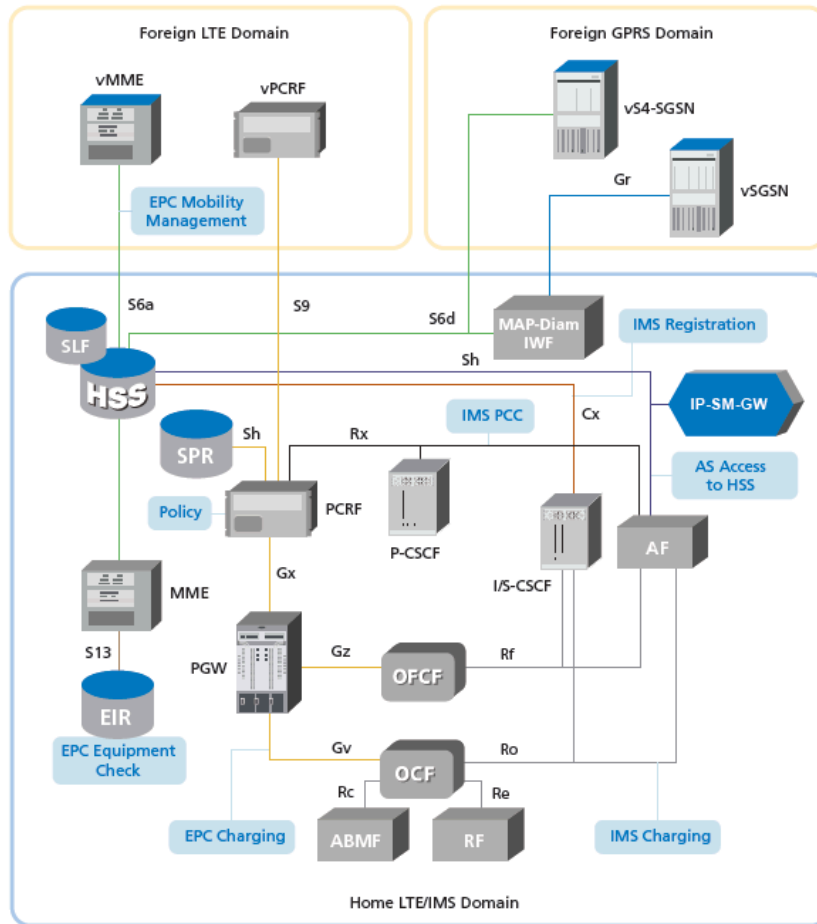 Foreign LTE Domain
Foreign GPRS Domain
vMME
vPCRF
vS4-SGSN
Gr
vSGSN
EPC Mobility
Management
S6a
S9
S6d
MAP-Diam
IWF
IMS Registration
SLF
HSS
Sh
IP-SM-GW
IMS PCC
Cx
Sh
Rx
SPR
AS Access
to HSS
Policy
PCRF
P-CSCF
AF
I/S-CSCF
Gx
MME
S13
PGW
Gz
OFCF
Rf
EIR
EPC Equipment
Check
Gv
OCF
Ro
Rc
Re
EPC Charging
ABMF
RF
IMS Charging
Home LTE/IMS Domain